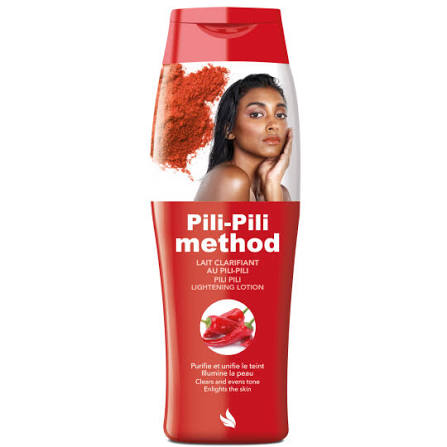 Pili-Pili
method
LAIT CLARIFIANT
AU PILI-PILI
PILI PILI
LIGHTENING LOTION
Purifie et unifie le teint
Illumine la peau
Clears and evens tone
Enlights the skin